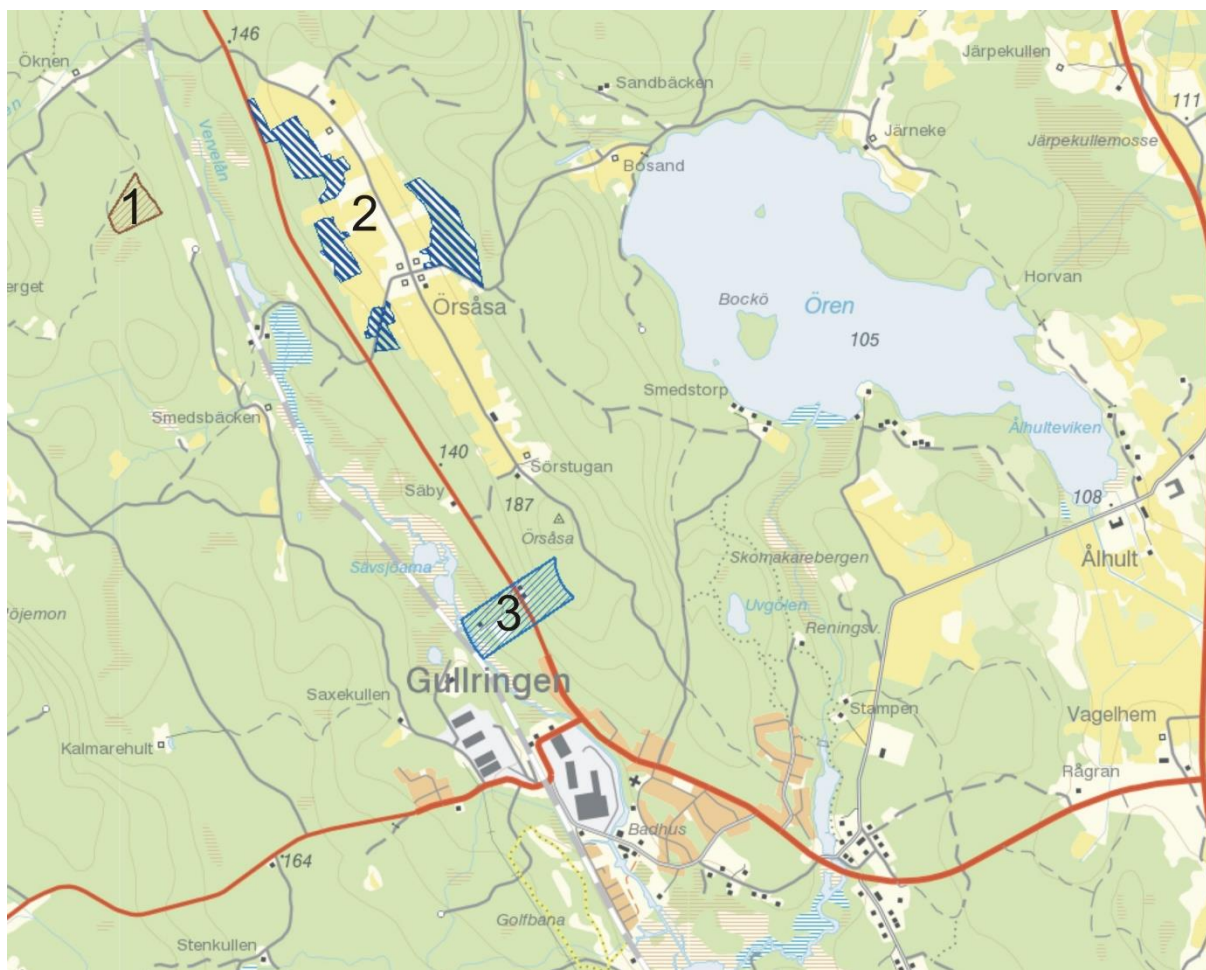 146
Öknen
Järpekullen
Sandbäcken
111
Vervelån
Järneke
Järpekullemosse
Bosand
1
2
Horvan
erget
Bockö
Ören
Örsåsa
105
Smedstorp
Smedsbäcken
Ålhulteviken
140
Sörstugan
Säby
187
108
Örsåsa
Skomakarebergen
Ålhult
Sävsjöarna
Uvgölen
3
öjemon
Reningsv.
Gullringen
Saxekullen
Stampen
Vagelhem
Kalmarehult
Rågran
Badhus
164
Golfbana
Stenkullen